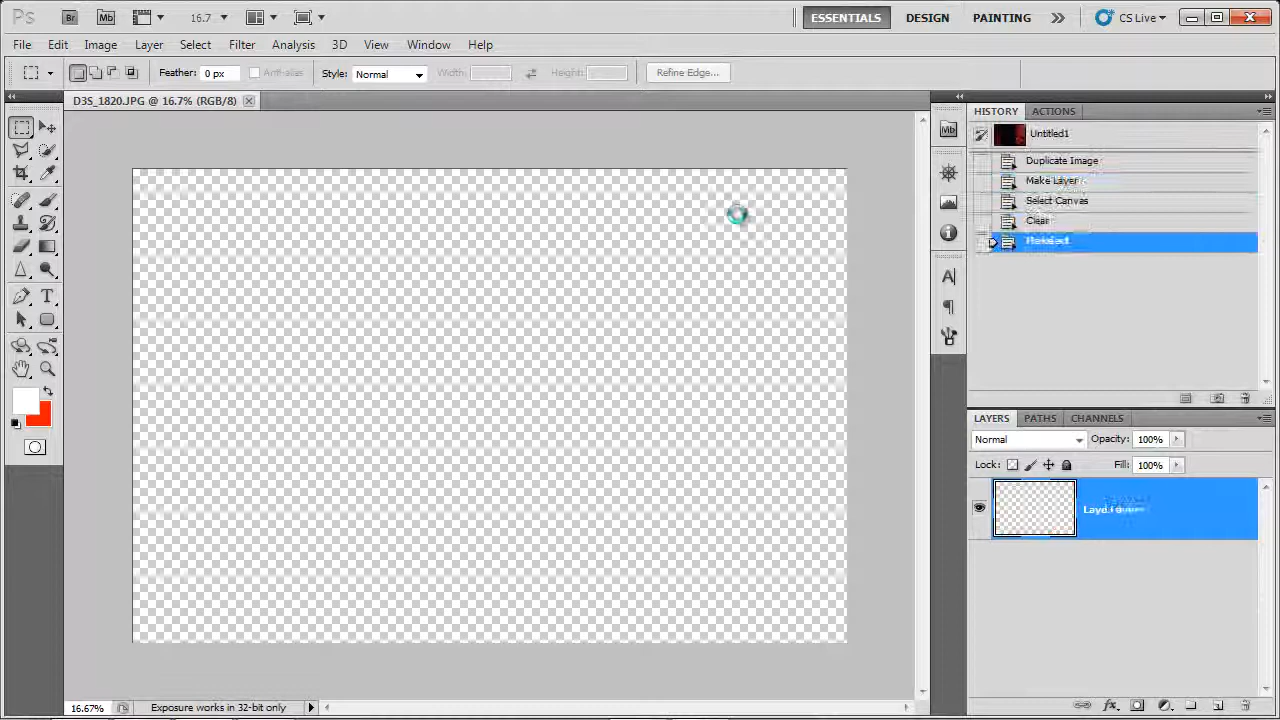 Ps Br Mb 16.7 ESSENTIALS DESIGN PAINTING CS Live
File Edit Image Layer Select Filter Analysis 3D View Window Help
Feather: 0 px Anti-alias Style: Normal Width: Height: Refine Edge...
D3S_1820.JPG @ 16.7% (RGB/8)
HISTORY ACTIONS
Mb
Untitled1
Duplicate Image
Make Layer
Select Canvas
Clear
LAYERS PATHS CHANNELS
Normal Opacity: 100%
Lock: Fill: 100%
16.67% Exposure works in 32-bit only